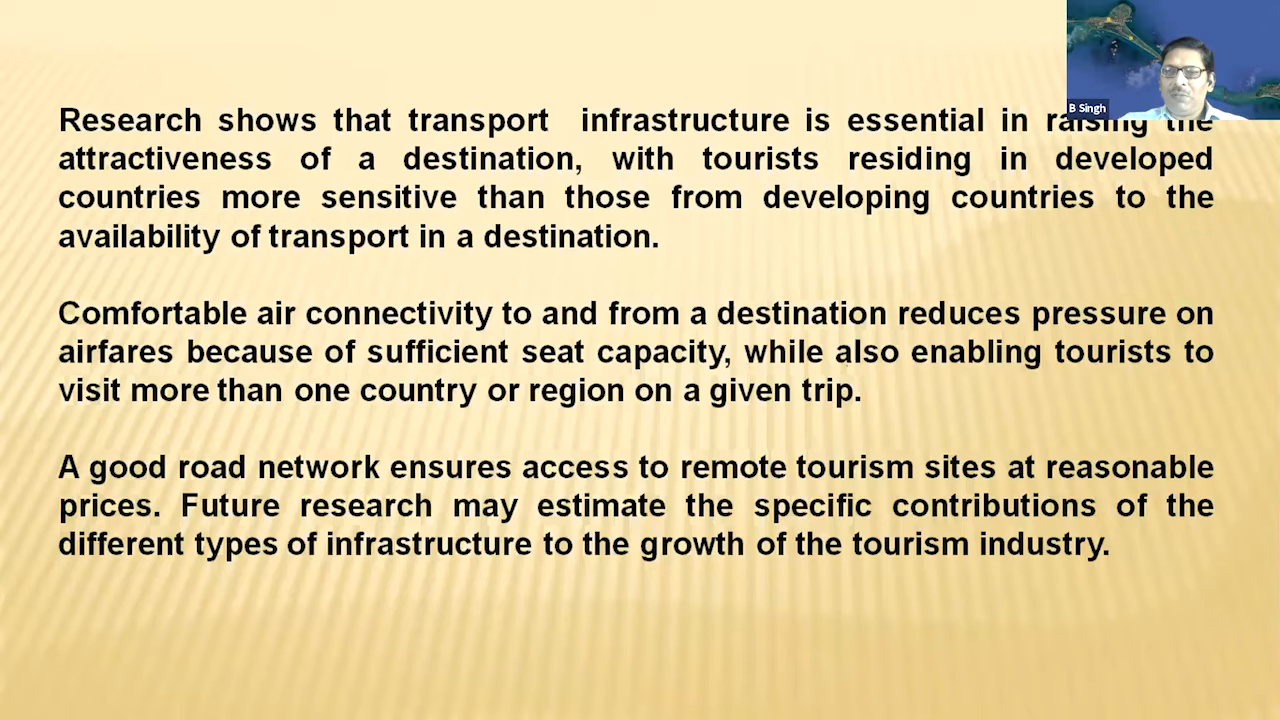 B Singh
Research shows that transport infrastructure is essential in raising the
attractiveness of a destination, with tourists residing in developed
countries more sensitive than those from developing countries to the
availability of transport in a destination.
Comfortable air connectivity to and from a destination reduces pressure on
airfares because of sufficient seat capacity, while also enabling tourists to
visit more than one country or region on a given trip.
A good road network ensures access to remote tourism sites at reasonable
prices. Future research may estimate the specific contributions of the
different types of infrastructure to the growth of the tourism industry.